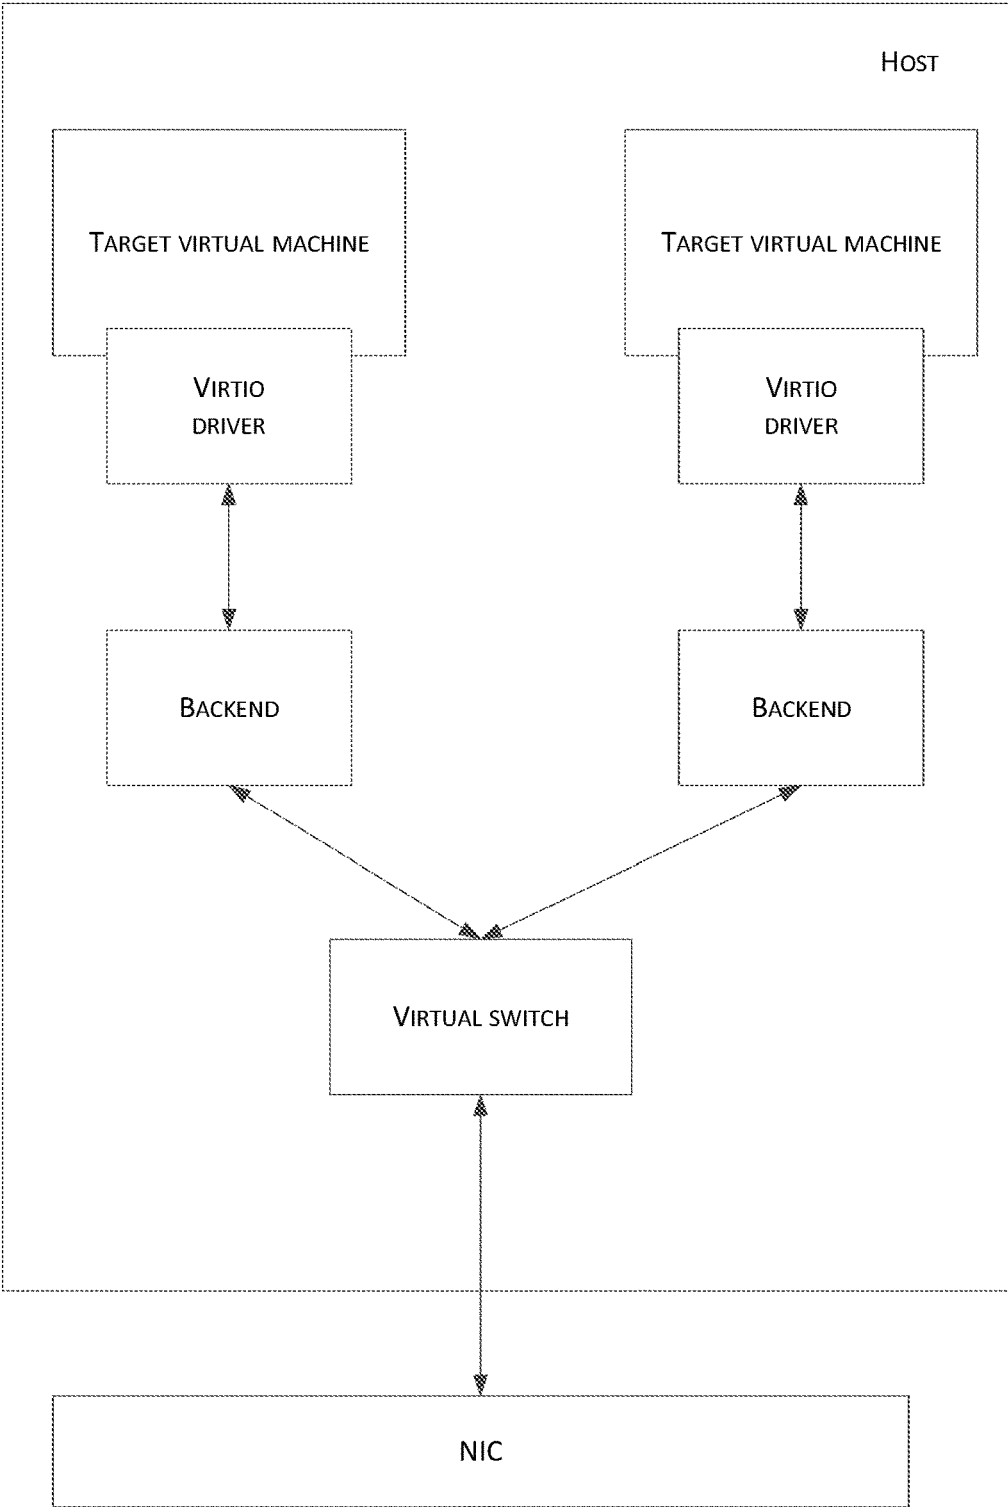 HOST
TARGET VIRTUAL MACHINE
TARGET VIRTUAL MACHINE
VIRTIO
DRIVER
VIRTIO
DRIVER
BACKEND
BACKEND
VIRTUAL SWITCH
NIC